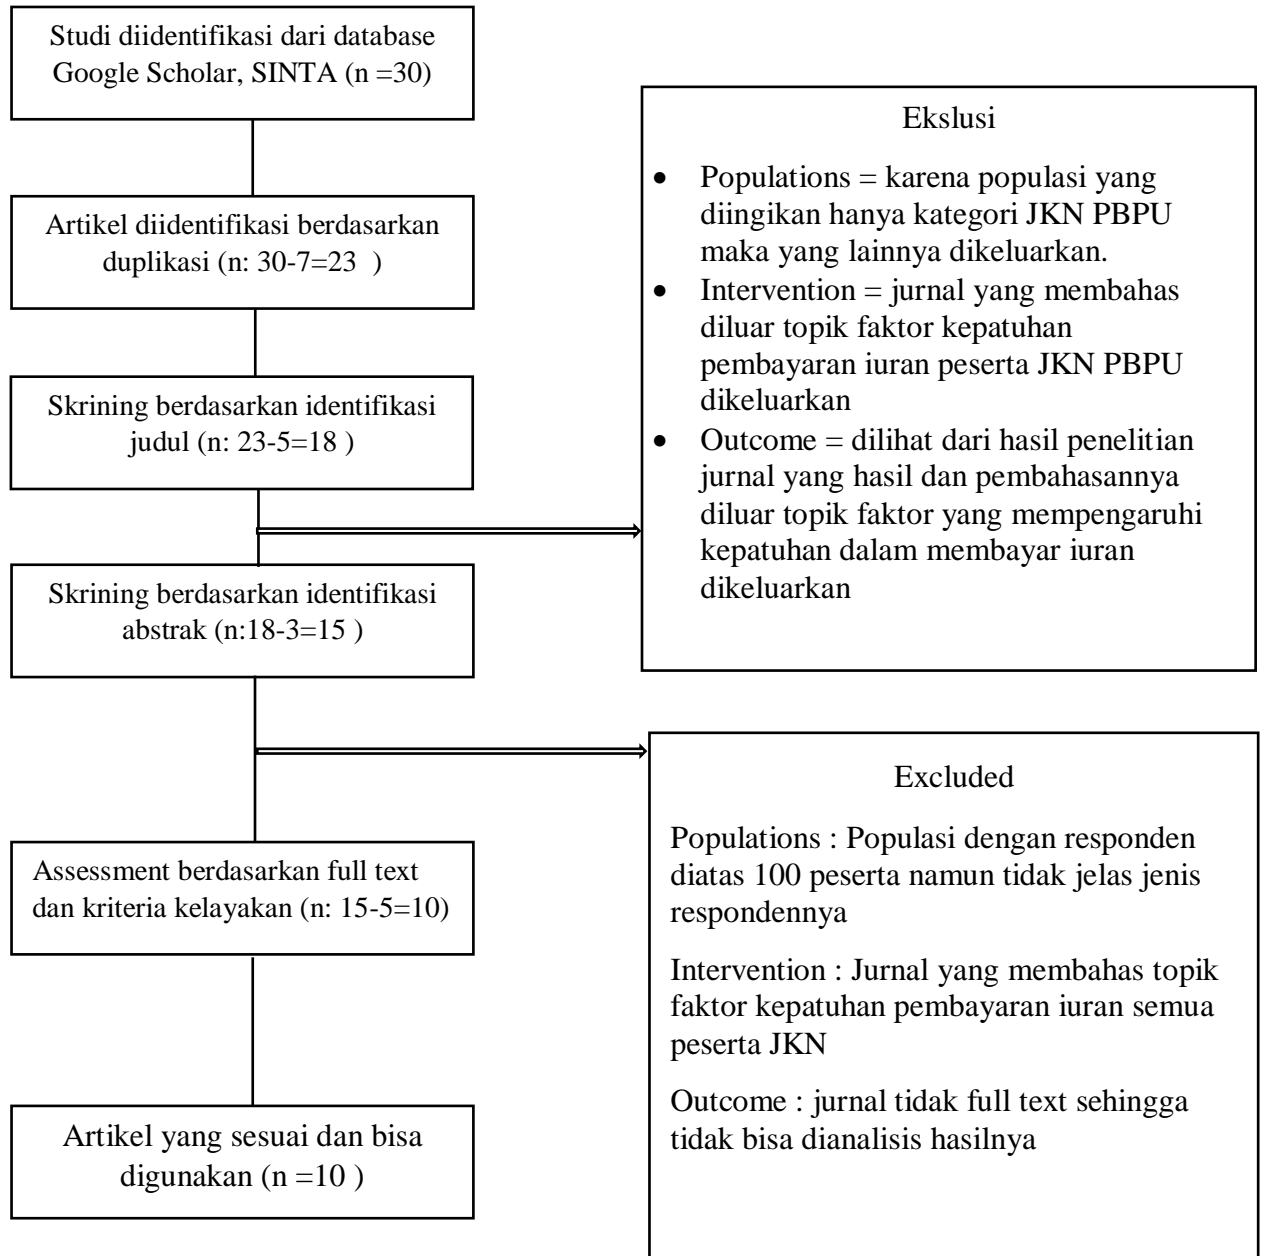 Studi diidentifikasi dari database
Google Scholar, SINTA (n =30)
Artikel diidentifikasi berdasarkan
duplikasi (n: 30-7=23 )
Skrining berdasarkan identifikasi
judul (n: 23-5=18 )
Ekslusi
• Populations = karena populasi yang
diingikan hanya kategori JKN PBPU
maka yang lainnya dikeluarkan.
• Intervention = jurnal yang membahas
diluar topik faktor kepatuhan
pembayaran iuran peserta JKN PBPU
dikeluarkan
• Outcome = dilihat dari hasil penelitian
jurnal yang hasil dan pembahasannya
diluar topik faktor yang mempengaruhi
kepatuhan dalam membayar iuran
dikeluarkan
Skrining berdasarkan identifikasi
abstrak (n:18-3=15 )
Excluded
Populations : Populasi dengan responden
diatas 100 peserta namun tidak jelas jenis
respondennya
Intervention : Jurnal yang membahas topik
faktor kepatuhan pembayaran iuran semua
peserta JKN
Outcome : jurnal tidak full text sehingga
tidak bisa dianalisis hasilnya
Assessment berdasarkan full text
dan kriteria kelayakan (n: 15-5=10)
Artikel yang sesuai dan bisa
digunakan (n =10 )